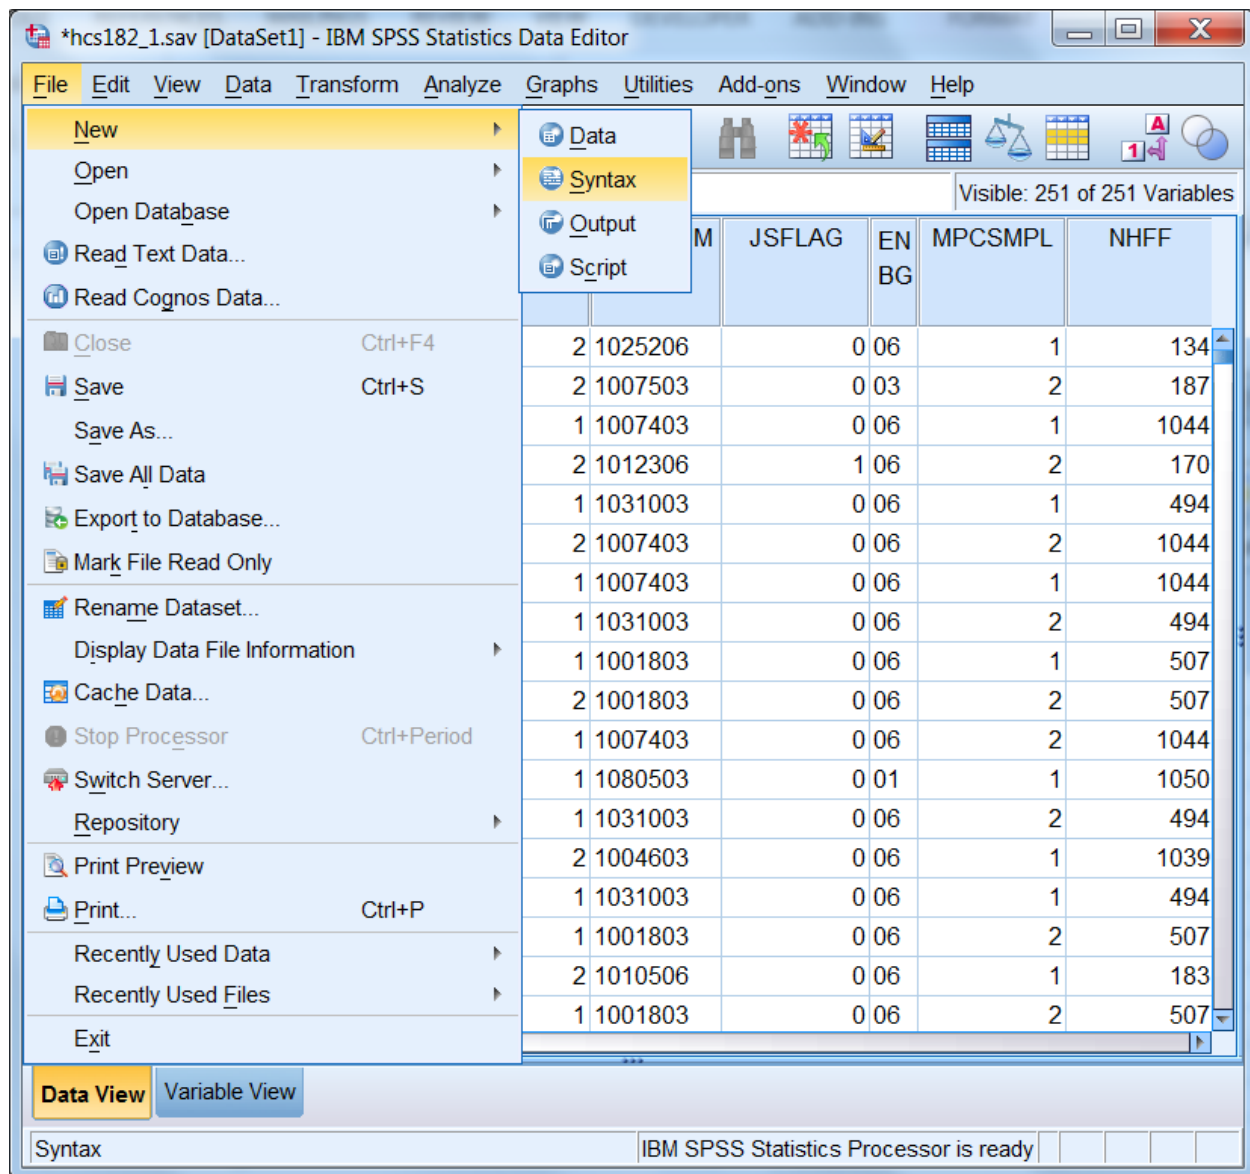 *hcs182_1.sav [DataSet1] - IBM SPSS Statistics Data Editor
File Edit View Data Transform Analyze Graphs Utilities Add-ons Window Help
New
Open
Open Database
Read Text Data...
Read Cognos Data...
Close Ctrl+F4
Save Ctrl+S
Save As...
Save All Data
Export to Database...
Mark File Read Only
Rename Dataset...
Display Data File Information
Cache Data...
Stop Processor Ctrl+Period
Switch Server...
Repository
Print Preview
Print... Ctrl+P
Recently Used Data
Recently Used Files
Exit
Data
Syntax
Output
Script
A
1
Visible: 251 of 251 Variables
M JSFLAG EN MPCSMPL NHFF
BG
2 1025206 0 06 1 134
2 1007503 0 03 2 187
1 1007403 0 06 1 1044
2 1012306 1 06 2 170
1 1031003 0 06 1 494
2 1007403 0 06 2 1044
1 1007403 0 06 1 1044
1 1031003 0 06 2 494
1 1001803 0 06 1 507
2 1001803 0 06 2 507
1 1007403 0 06 2 1044
1 1080503 0 01 1 1050
1 1031003 0 06 2 494
2 1004603 0 06 1 1039
1 1031003 0 06 1 494
1 1001803 0 06 2 507
2 1010506 0 06 1 183
1 1001803 0 06 2 507
Data View Variable View
Syntax IBM SPSS Statistics Processor is ready